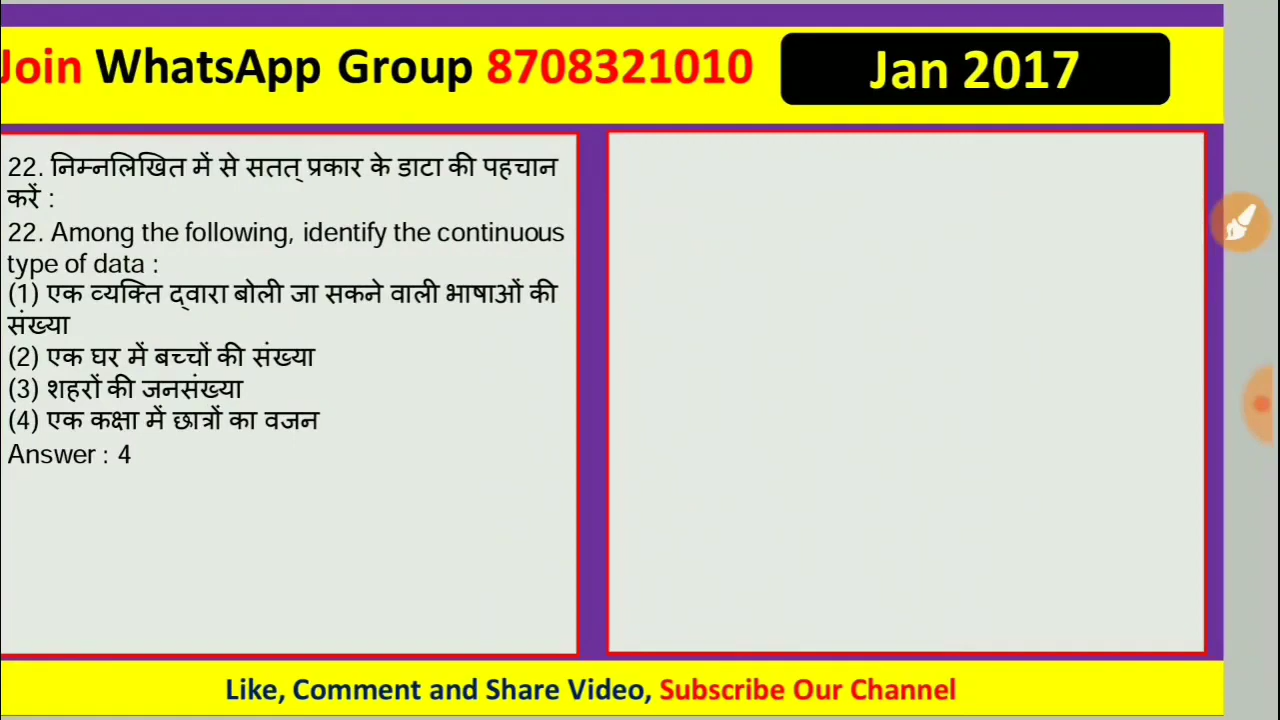 Join WhatsApp Group 8708321010
Jan 2017
22. निम्नलिखित में से सतत् प्रकार के डाटा की पहचान
करें :
22. Among the following, identify the continuous
type of data :
(1) एक व्यक्ति द्वारा बोली जा सकने वाली भाषाओं की
संख्या
(2) एक घर में बच्चों की संख्या
(3) शहरों की जनसंख्या
(4) एक कक्षा में छात्रों का वजन
Answer : 4
Like, Comment and Share Video, Subscribe Our Channel